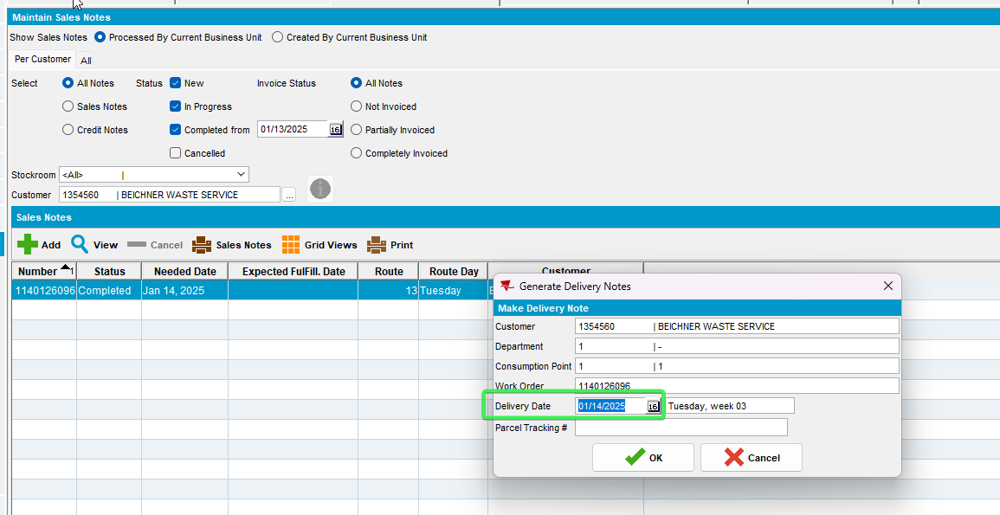 Maintain Sales Notes
Show Sales Notes Processed By Current Business Unit Created By Current Business Unit
Per Customer All
Select All Notes Status New Invoice Status All Notes
Sales Notes In Progress Not Invoiced
Credit Notes Completed from 01/13/2025 16 Partially Invoiced
Cancelled Completely Invoiced
Stockroom <All> |
Customer 1354560 | BEICHNER WASTE SERVICE ...
Sales Notes
Add View Cancel Sales Notes Grid Views Print
Number 1 Status Needed Date Expected FulFill. Date Route Route Day Customer
1140126096 Completed Jan 14, 2025 13 Tuesday
Generate Delivery Notes
Make Delivery Note
Customer 1354560 | BEICHNER WASTE SERVICE
Department 1 | -
Consumption Point 1 | 1
Work Order 1140126096
Delivery Date 01/14/2025 16 Tuesday, week 03
Parcel Tracking #
OK Cancel